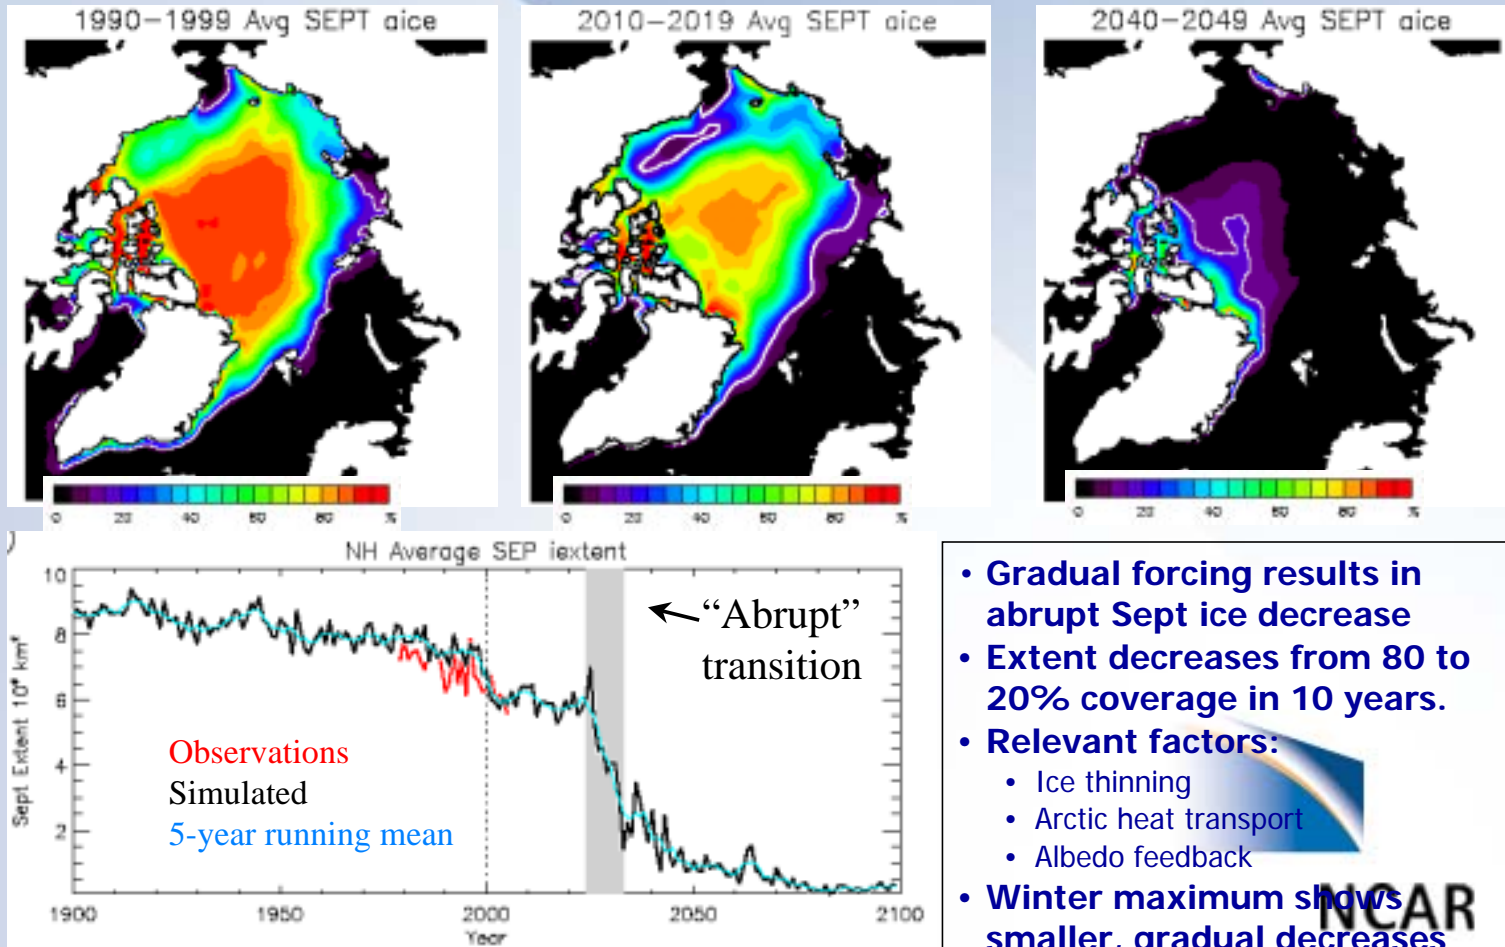 1990-1999 Avg SEPT aice
2010-2019 Avg SEPT aice
2040-2049 Avg SEPT aice
0 20 40 60 80 %
0 20 40 60 80 %
0 20 40 60 80 %
)
NH Average SEP iextent
10
8
6
4
2
Sept Extent 10⁶ km²
1900 1950 2000 2050 2100
Year
"Abrupt"
transition
Observations
Simulated
5-year running mean
• Gradual forcing results in
abrupt Sept ice decrease
• Extent decreases from 80 to
20% coverage in 10 years.
• Relevant factors:
• Ice thinning
• Arctic heat transport
• Albedo feedback
• Winter maximum shows
smaller, gradual decreases
NCAR